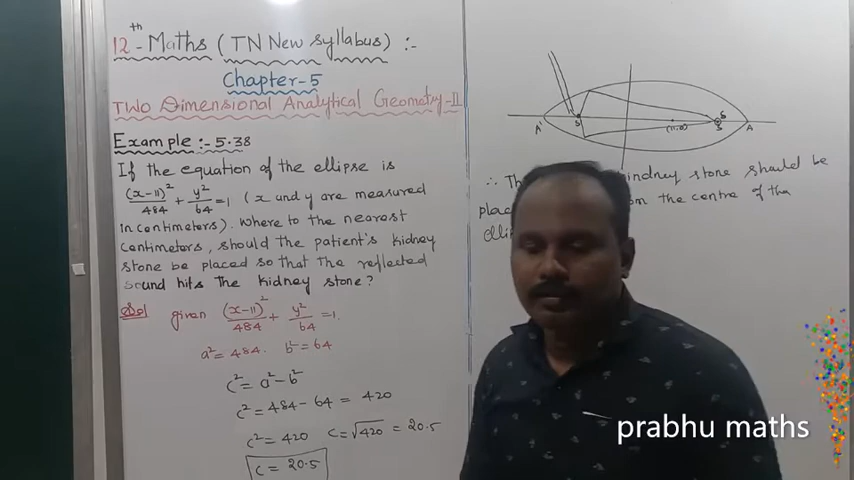 12th - Maths ( TN New syllabus) :-
Chapter-5
TWO Dimensional Analytical Geometry-II
Example :- 5.38
If the equation of the ellipse is
(x-11)²/484 + y²/64 = 1 ( x and y are measured
in centimeters). where to the nearest
centimeters, should the patient's kidney
stone be placed so that the reflected
sound hits the kidney stone?
Sol given (x-11)²/484 + y²/64 = 1.
a² = 484. b² = 64
c² = a² - b²
c² = 484 - 64 = 420
c² = 420 c = √420 = 20.5
c = 20.5
A' S (11,0) S A
∴ kindney stone should be
from the centre of the
prabhu maths